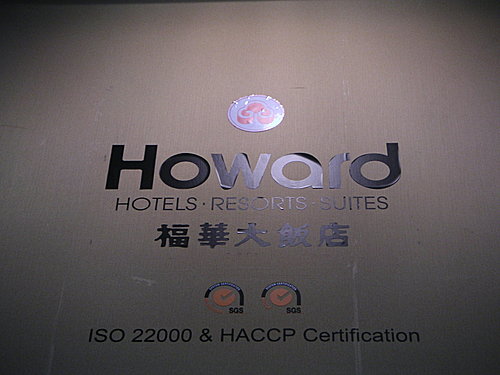 Howard
HOTELS · RESORTS · SUITES
福華大飯店
SGS SGS
ISO 22000 & HACCP Certification